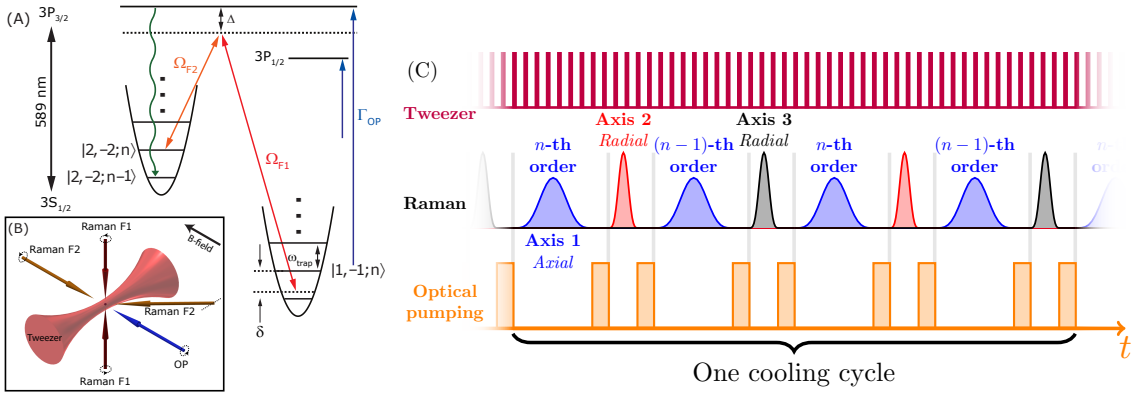 (A)
3P3/2
Δ
ΩF2
3P1/2
589 nm
ΓOP
ΩF1
|2,-2;n⟩
|2,-2;n-1⟩
3S1/2
ωtrap
|1,-1;n⟩
δ
(B)
Raman F1
B-field
Raman F2
Raman F2
Tweezer
OP
Raman F1
(C)
Tweezer
Axis 2
Radial
Axis 3
Radial
n-th
order
(n − 1)-th
order
n-th
order
(n − 1)-th
order
n-
or
Raman
Axis 1
Axial
Optical
pumping
t
One cooling cycle